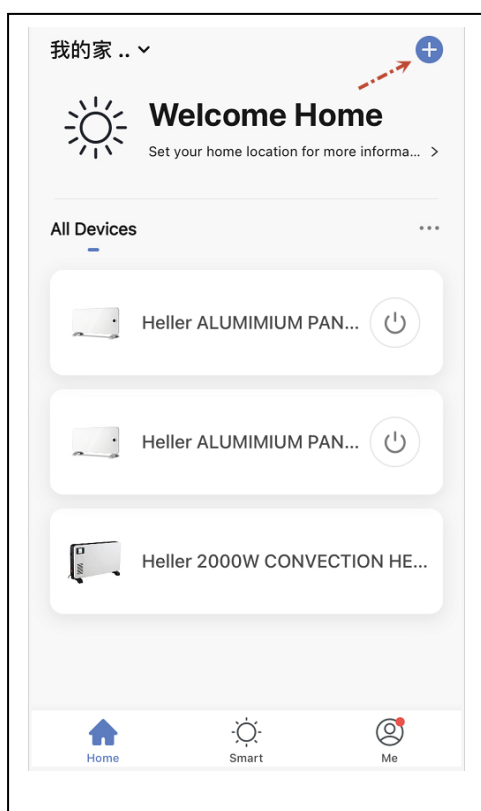 我的家 ..
Welcome Home
Set your home location for more informa...
All Devices
Heller ALUMIMIUM PAN...
Heller ALUMIMIUM PAN...
Heller 2000W CONVECTION HE...
Home
Smart
Me